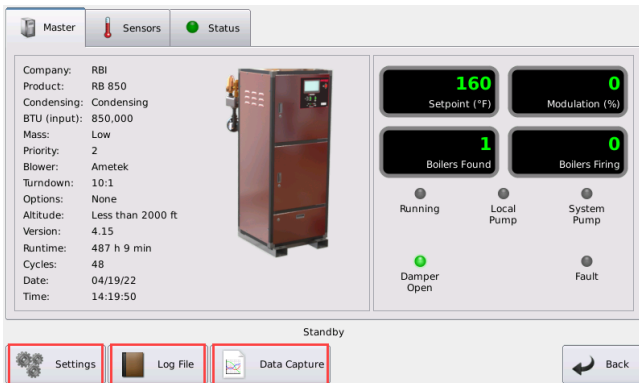 Master
Sensors
Status
Company: RBI
Product: RB 850
Condensing: Condensing
BTU (input): 850,000
Mass: Low
Priority: 2
Blower: Ametek
Turndown: 10:1
Options: None
Altitude: Less than 2000 ft
Version: 4.15
Runtime: 487 h 9 min
Cycles: 48
Date: 04/19/22
Time: 14:19:50
160
Setpoint (°F)
0
Modulation (%)
1
Boilers Found
0
Boilers Firing
Running
Local
Pump
System
Pump
Damper
Open
Fault
Standby
Settings
Log File
Data Capture
Back